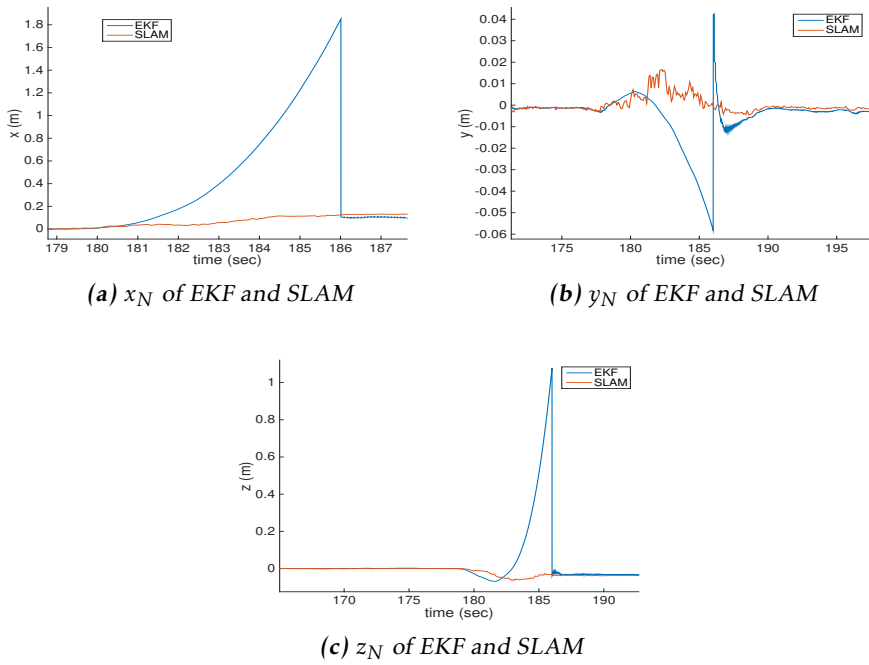 1.8
1.6
1.4
1.2
1
0.8
0.6
0.4
0.2
0
x (m)
EKF
SLAM
179 180 181 182 183 184 185 186 187
time (sec)
(a) x_N of EKF and SLAM
0.04
0.03
0.02
0.01
0
-0.01
-0.02
-0.03
-0.04
-0.05
-0.06
y (m)
EKF
SLAM
175 180 185 190 195
time (sec)
(b) y_N of EKF and SLAM
1
0.8
0.6
0.4
0.2
0
z (m)
EKF
SLAM
170 175 180 185 190
time (sec)
(c) z_N of EKF and SLAM